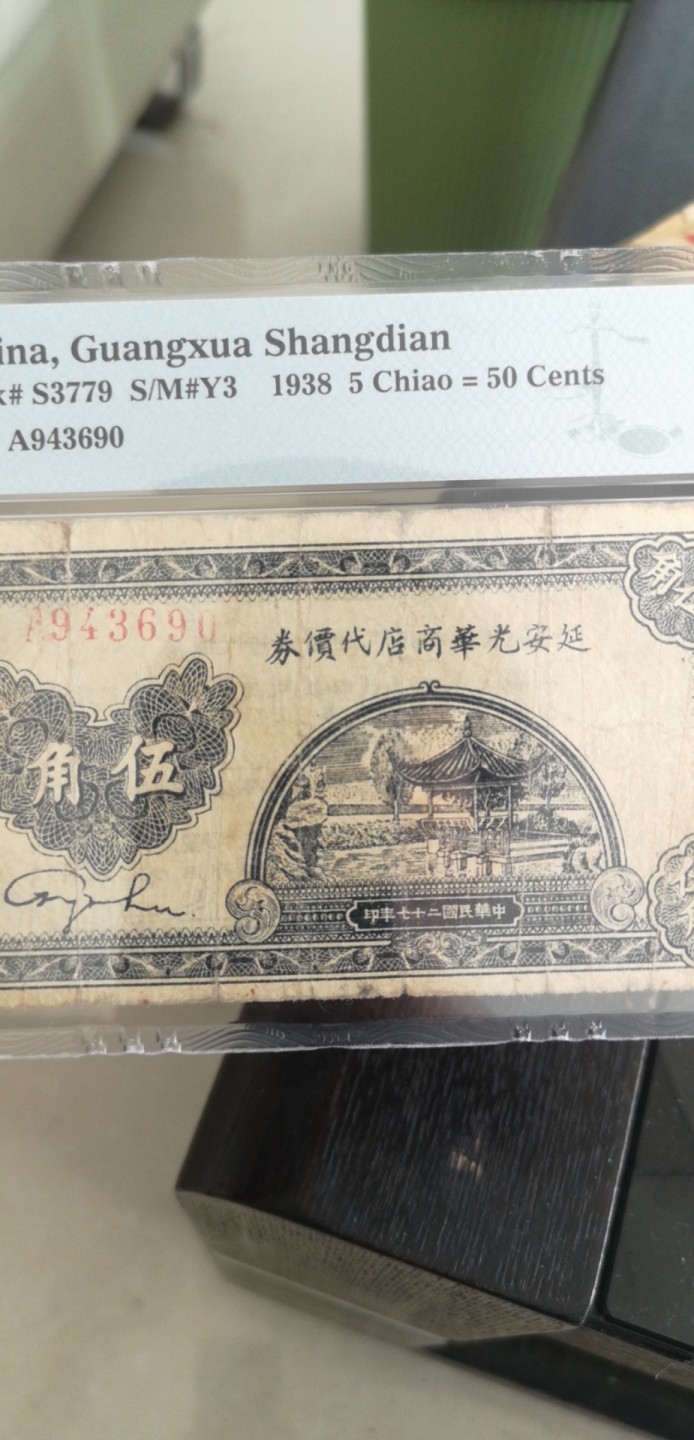 ina, Guangxua Shangdian
k# S3779 S/M#Y3 1938 5 Chiao = 50 Cents
A943690
A943690
延安光華商店代價券
伍角
中華民國二十七年印